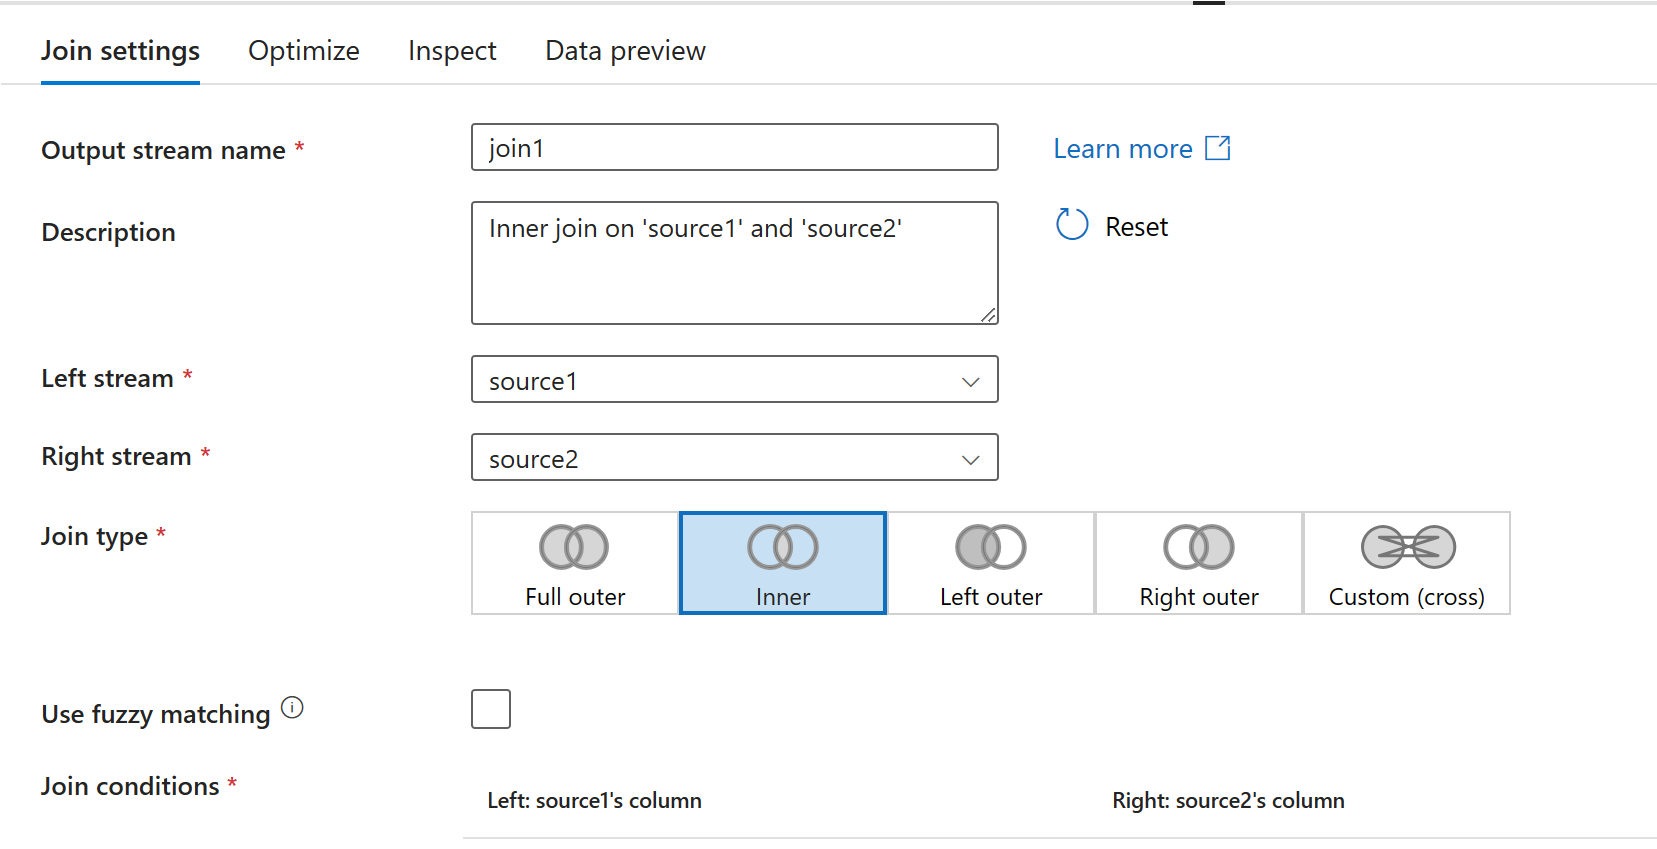 Join settings Optimize Inspect Data preview
Output stream name * join1 Learn more
Description Inner join on 'source1' and 'source2' Reset
Left stream * source1
Right stream * source2
Join type * Full outer Inner Left outer Right outer Custom (cross)
Use fuzzy matching
Join conditions * Left: source1's column Right: source2's column